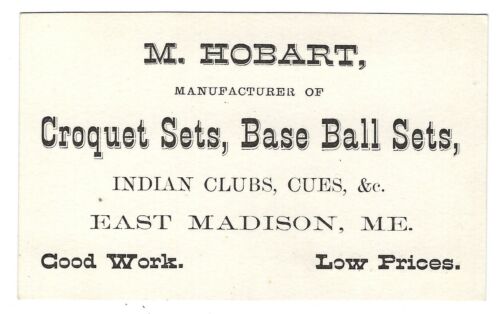 M. HOBART,
MANUFACTURER OF
Croquet Sets, Base Ball Sets,
INDIAN CLUBS, CUES, &c.
EAST MADISON, ME.
Good Work. Low Prices.